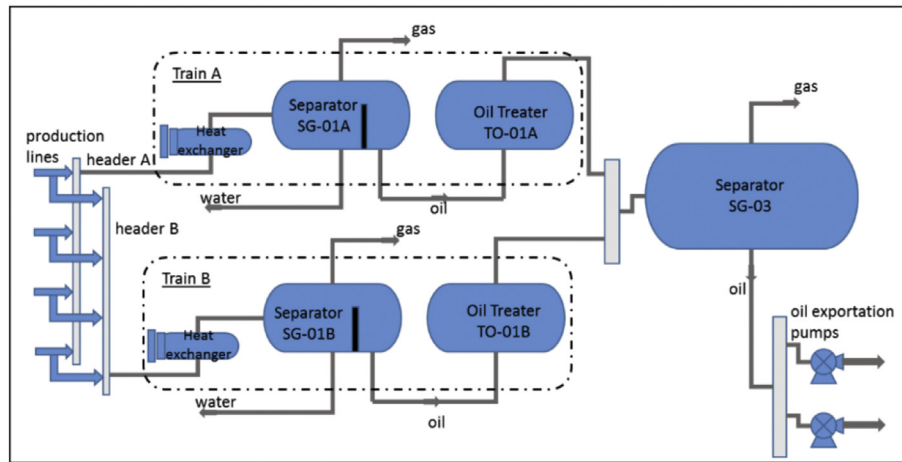 gas
Train A
Separator
SG-01A
Oil Treater
TO-01A
Heat
exchanger
production
lines
header A
water
oil
gas
Separator
SG-03
header B
gas
Train B
Separator
SG-01B
Oil Treater
TO-01B
Heat
exchanger
water
oil
oil
oil exportation
pumps